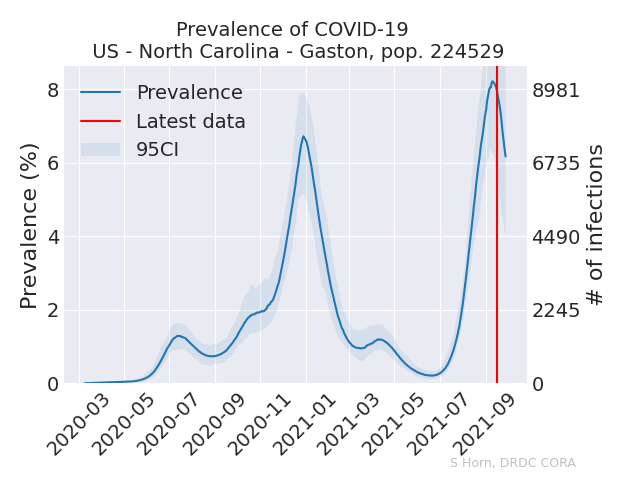 Prevalence of COVID-19
US - North Carolina - Gaston, pop. 224529
Prevalence
Latest data
95CI
Prevalence (%)
8
6
4
2
0
# of infections
8981
6735
4490
2245
0
2020-03
2020-05
2020-07
2020-09
2020-11
2021-01
2021-03
2021-05
2021-07
2021-09
S Horn, DRDC CORA